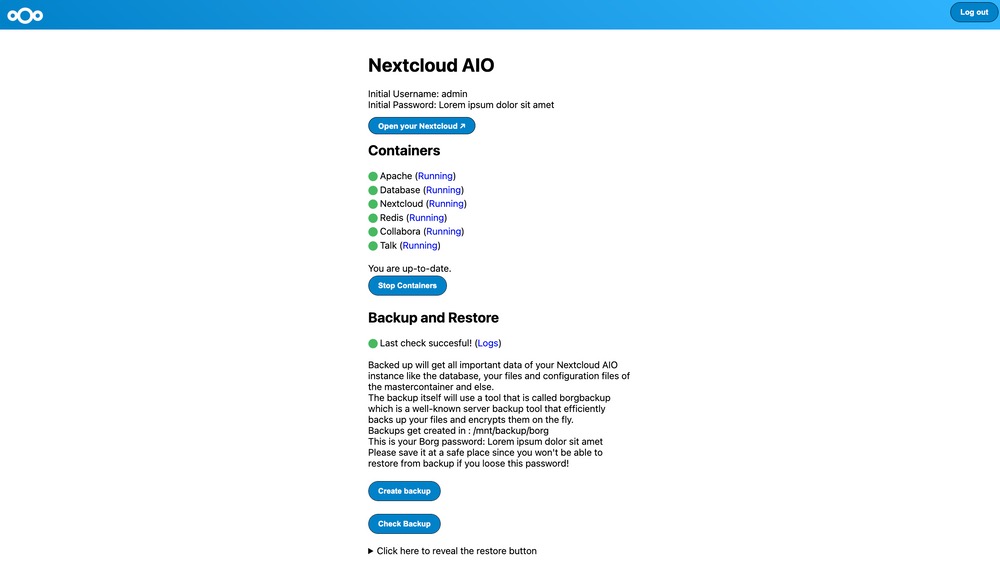 Log out
Nextcloud AIO
Initial Username: admin
Initial Password: Lorem ipsum dolor sit amet
Open your Nextcloud ↗
Containers
Apache (Running)
Database (Running)
Nextcloud (Running)
Redis (Running)
Collabora (Running)
Talk (Running)
You are up-to-date.
Stop Containers
Backup and Restore
Last check succesful! (Logs)
Backed up will get all important data of your Nextcloud AIO
instance like the database, your files and configuration files of
the mastercontainer and else.
The backup itself will use a tool that is called borgbackup
which is a well-known server backup tool that efficiently
backs up your files and encrypts them on the fly.
Backups get created in : /mnt/backup/borg
This is your Borg password: Lorem ipsum dolor sit amet
Please save it at a safe place since you won't be able to
restore from backup if you loose this password!
Create backup
Check Backup
▶ Click here to reveal the restore button